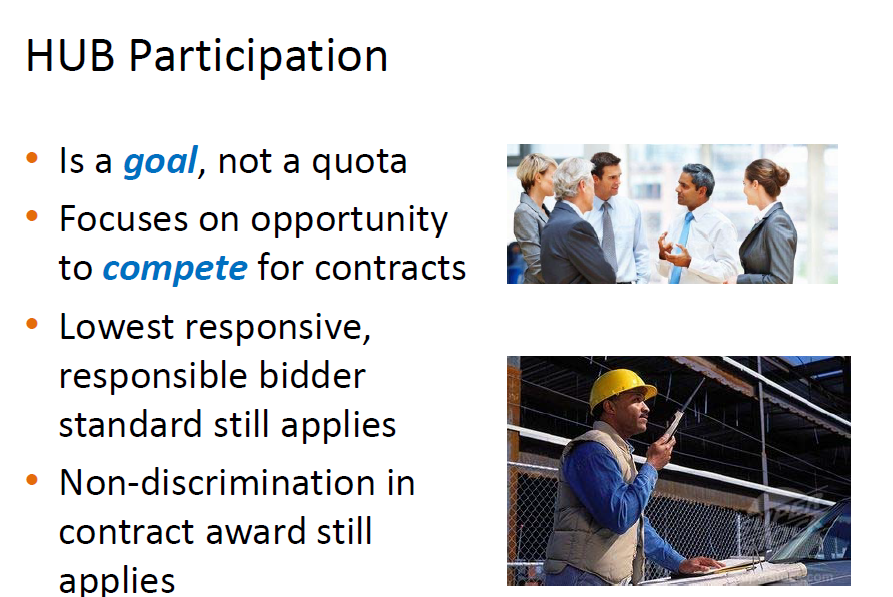 HUB Participation
• Is a goal, not a quota
• Focuses on opportunity
to compete for contracts
• Lowest responsive,
responsible bidder
standard still applies
• Non-discrimination in
contract award still
applies